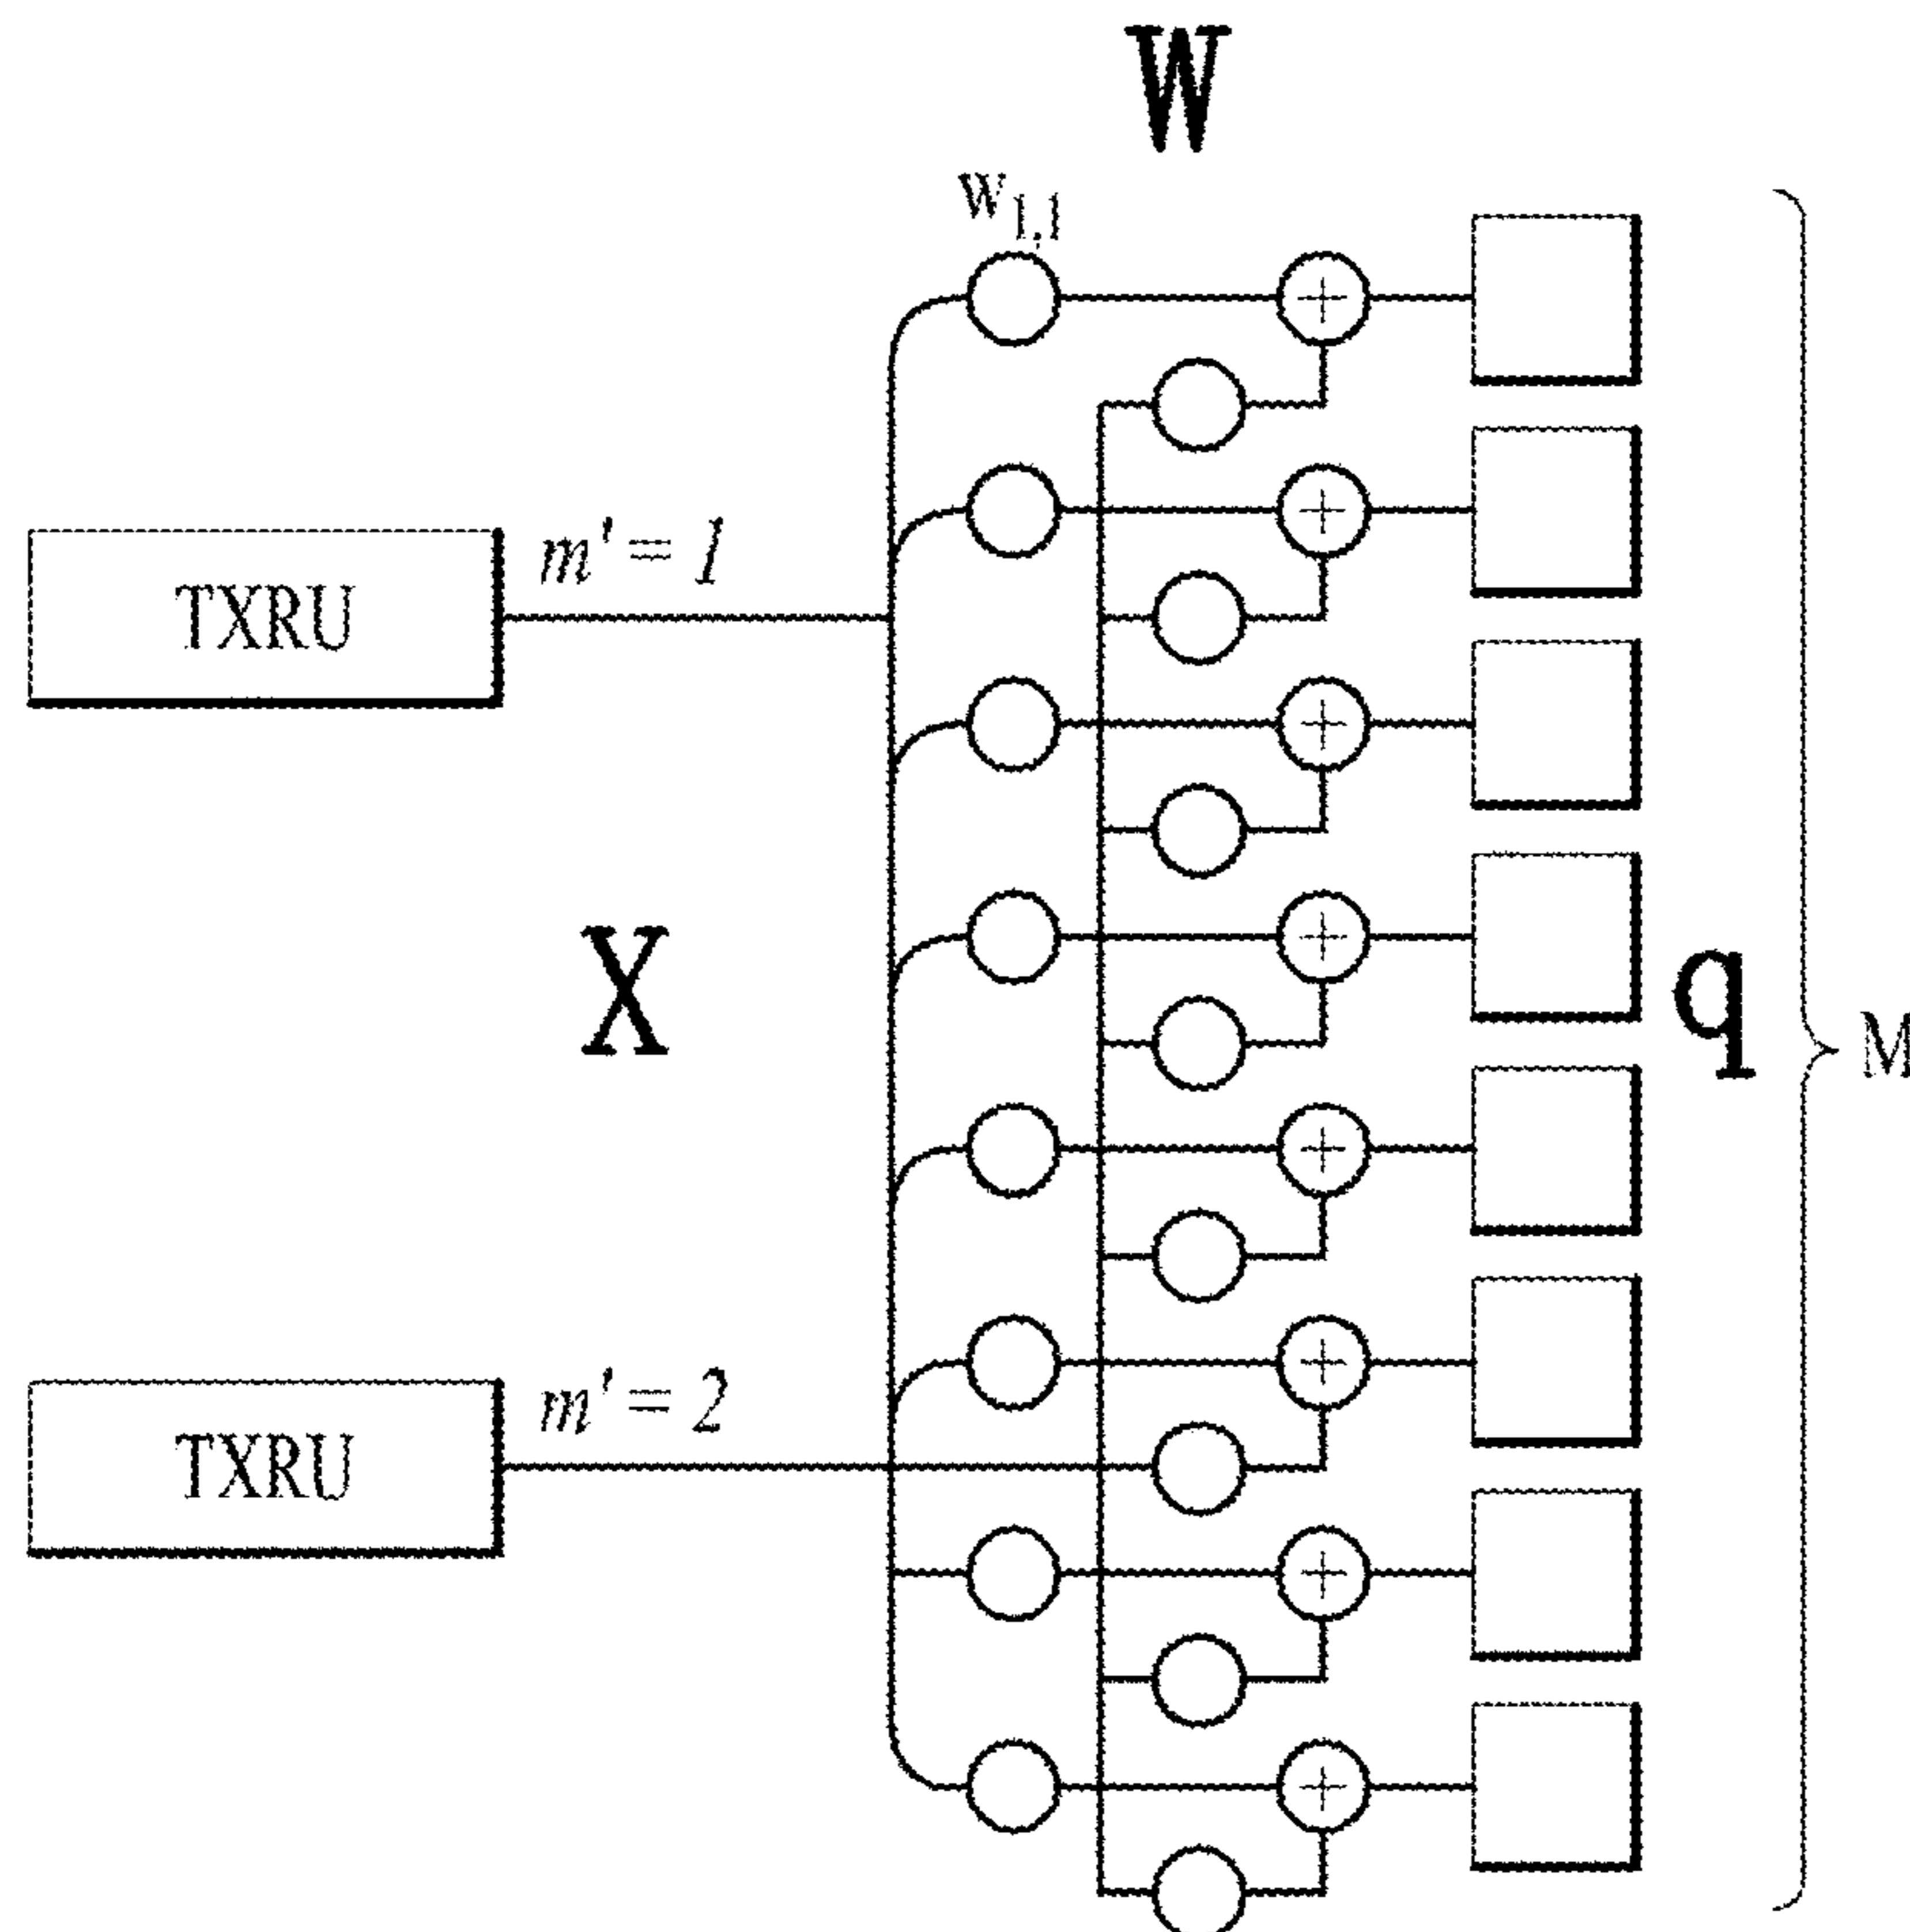 W
w1,1
m' = 1
TXRU
X
q
M
m' = 2
TXRU